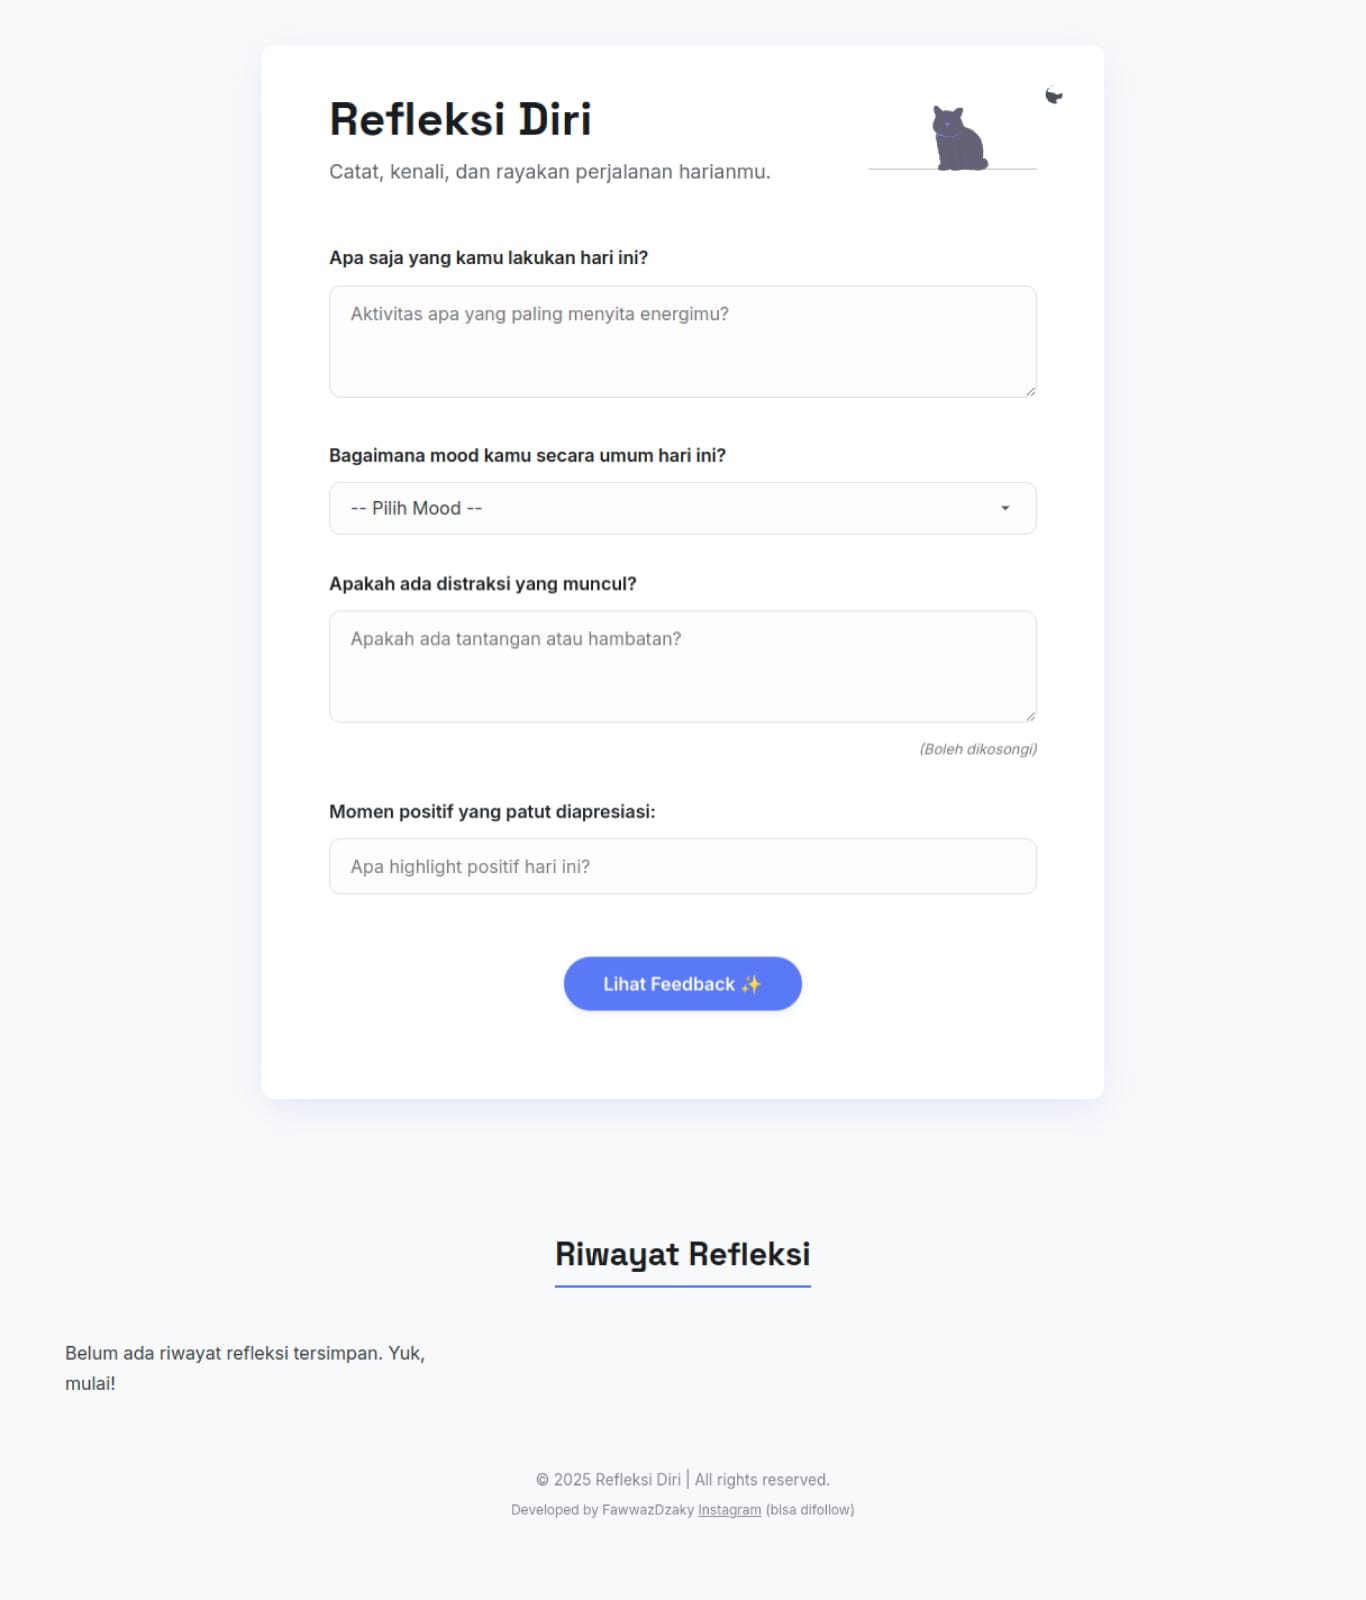 Refleksi Diri
Catat, kenali, dan rayakan perjalanan harianmu.
Apa saja yang kamu lakukan hari ini?
Aktivitas apa yang paling menyita energimu?
Bagaimana mood kamu secara umum hari ini?
-- Pilih Mood --
Apakah ada distraksi yang muncul?
Apakah ada tantangan atau hambatan?
(Boleh dikosongi)
Momen positif yang patut diapresiasi:
Apa highlight positif hari ini?
Lihat Feedback ✨
Riwayat Refleksi
Belum ada riwayat refleksi tersimpan. Yuk,
mulai!
© 2025 Refleksi Diri | All rights reserved.
Developed by FawwazDzaky Instagram (bisa difollow)